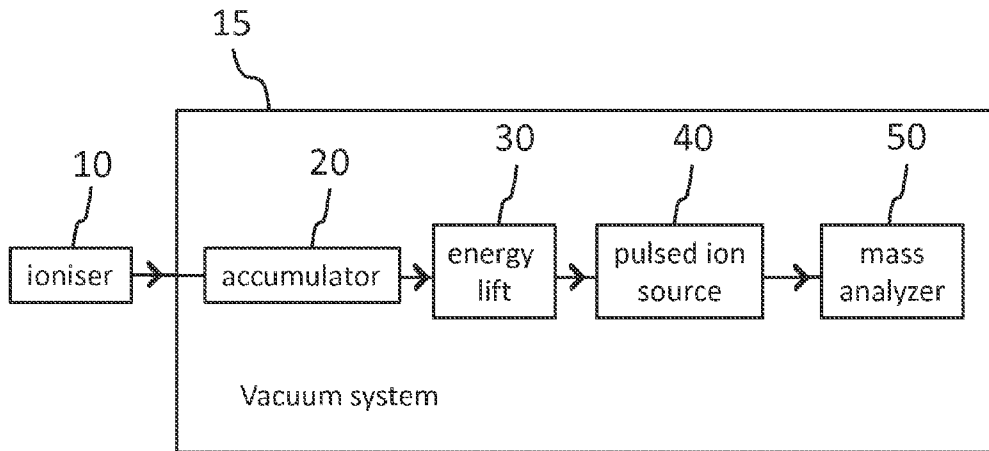 15
10
20
30
40
50
ioniser
accumulator
energy
lift
pulsed ion
source
mass
analyzer
Vacuum system